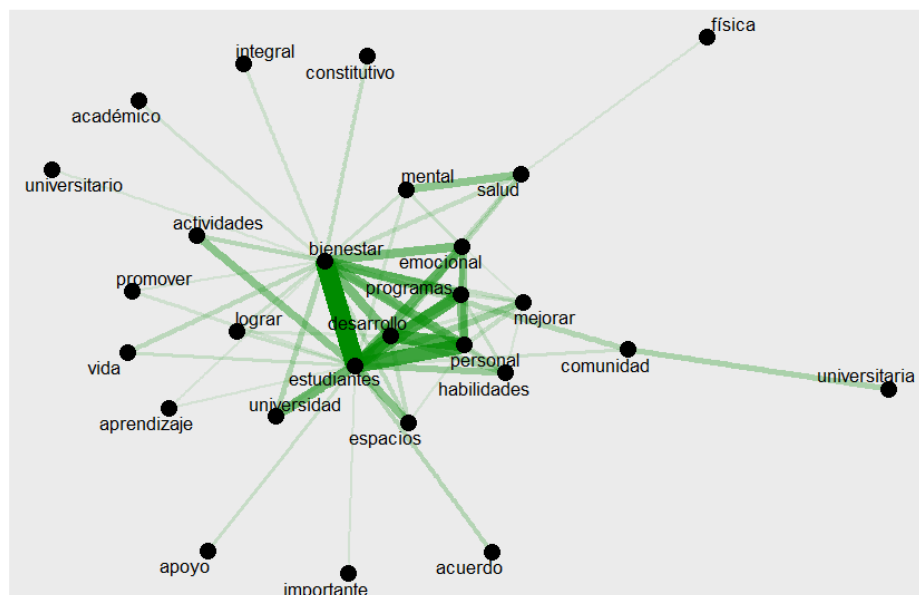 física
integral
constitutivo
académico
mental
salud
universitario
actividades
bienestar
emocional
promover
programas
lograr
desarrollo
mejorar
vida
estudiantes
personal
comunidad
habilidades
universitaria
aprendizaje
universidad
espacios
apoyo
importante
acuerdo